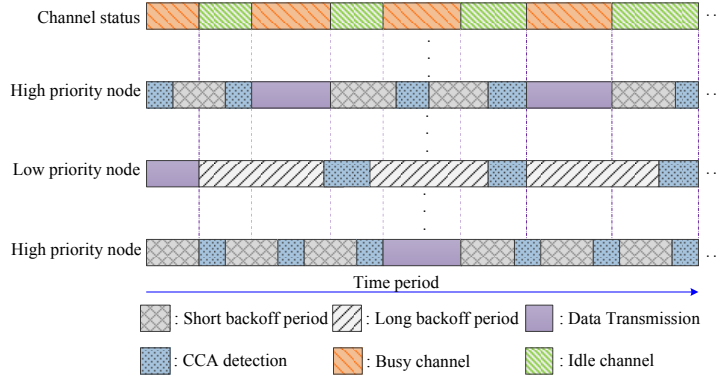 Channel status
High priority node
Low priority node
High priority node
Time period
: Short backoff period
: Long backoff period
: Data Transmission
: CCA detection
: Busy channel
: Idle channel